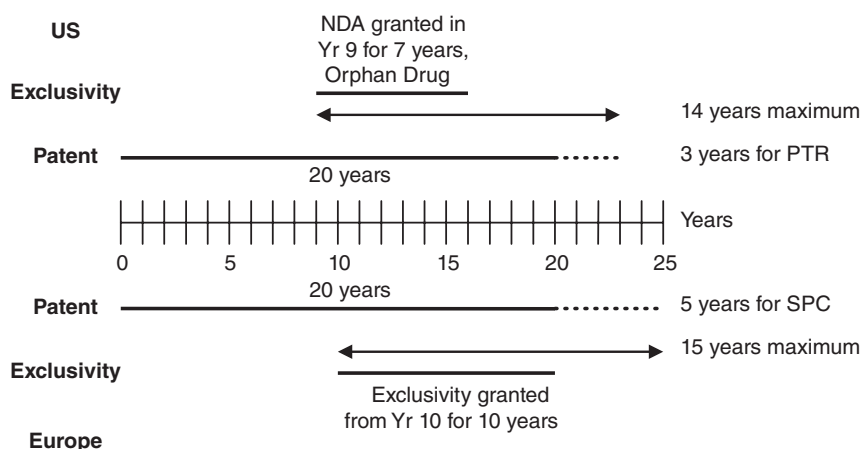 US
NDA granted in
Yr 9 for 7 years,
Orphan Drug
Exclusivity
14 years maximum
Patent
3 years for PTR
20 years
Years
0 5 10 15 20 25
20 years
Patent
5 years for SPC
15 years maximum
Exclusivity
Exclusivity granted
from Yr 10 for 10 years
Europe